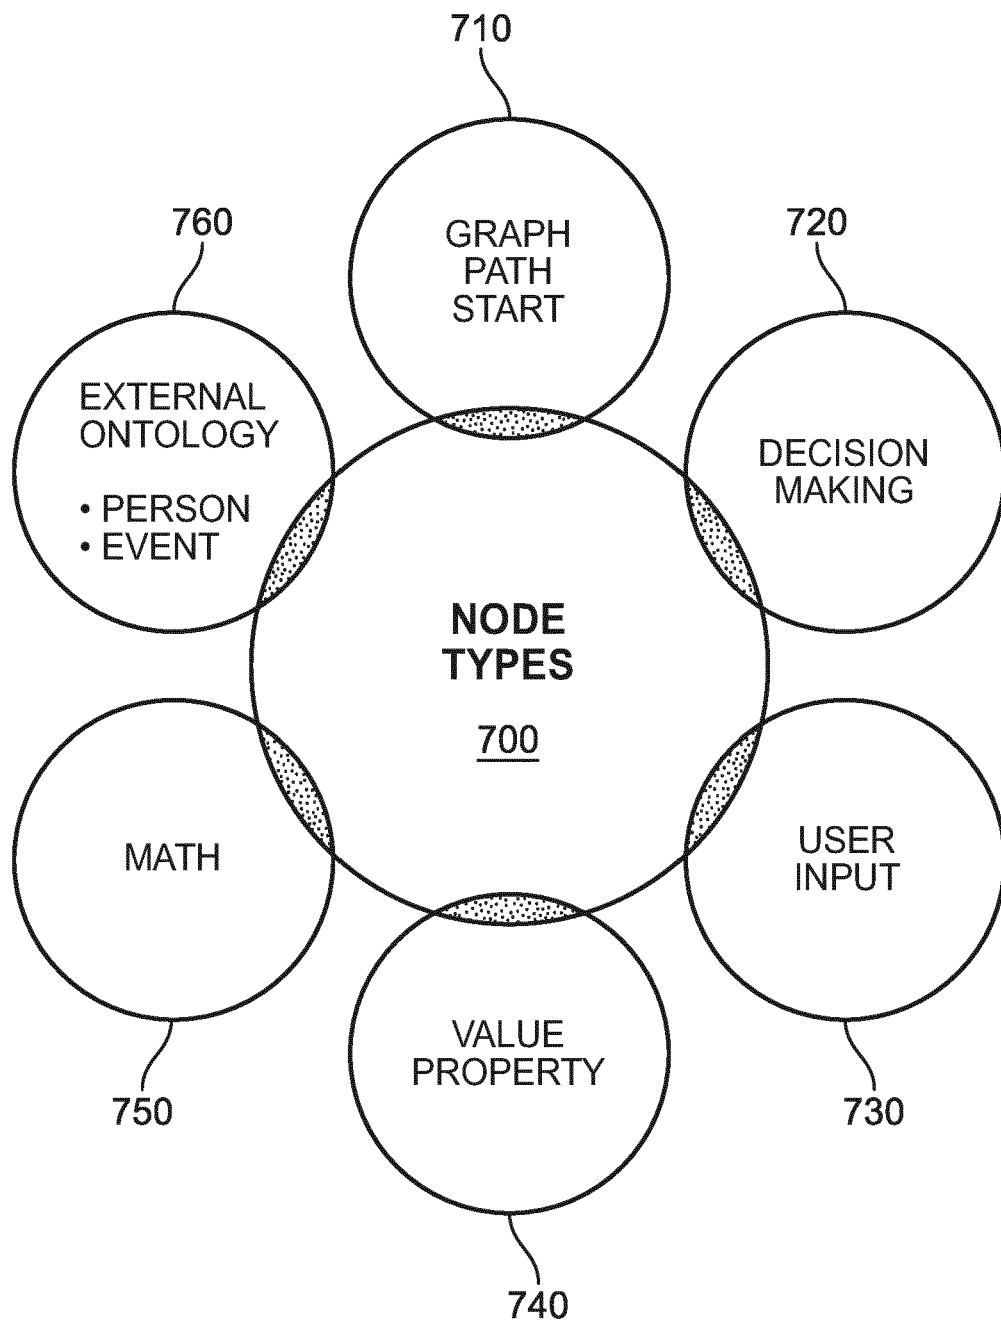 710
GRAPH
PATH
START
760
EXTERNAL
ONTOLOGY
• PERSON
• EVENT
720
DECISION
MAKING
NODE
TYPES
700
MATH
750
USER
INPUT
730
VALUE
PROPERTY
740